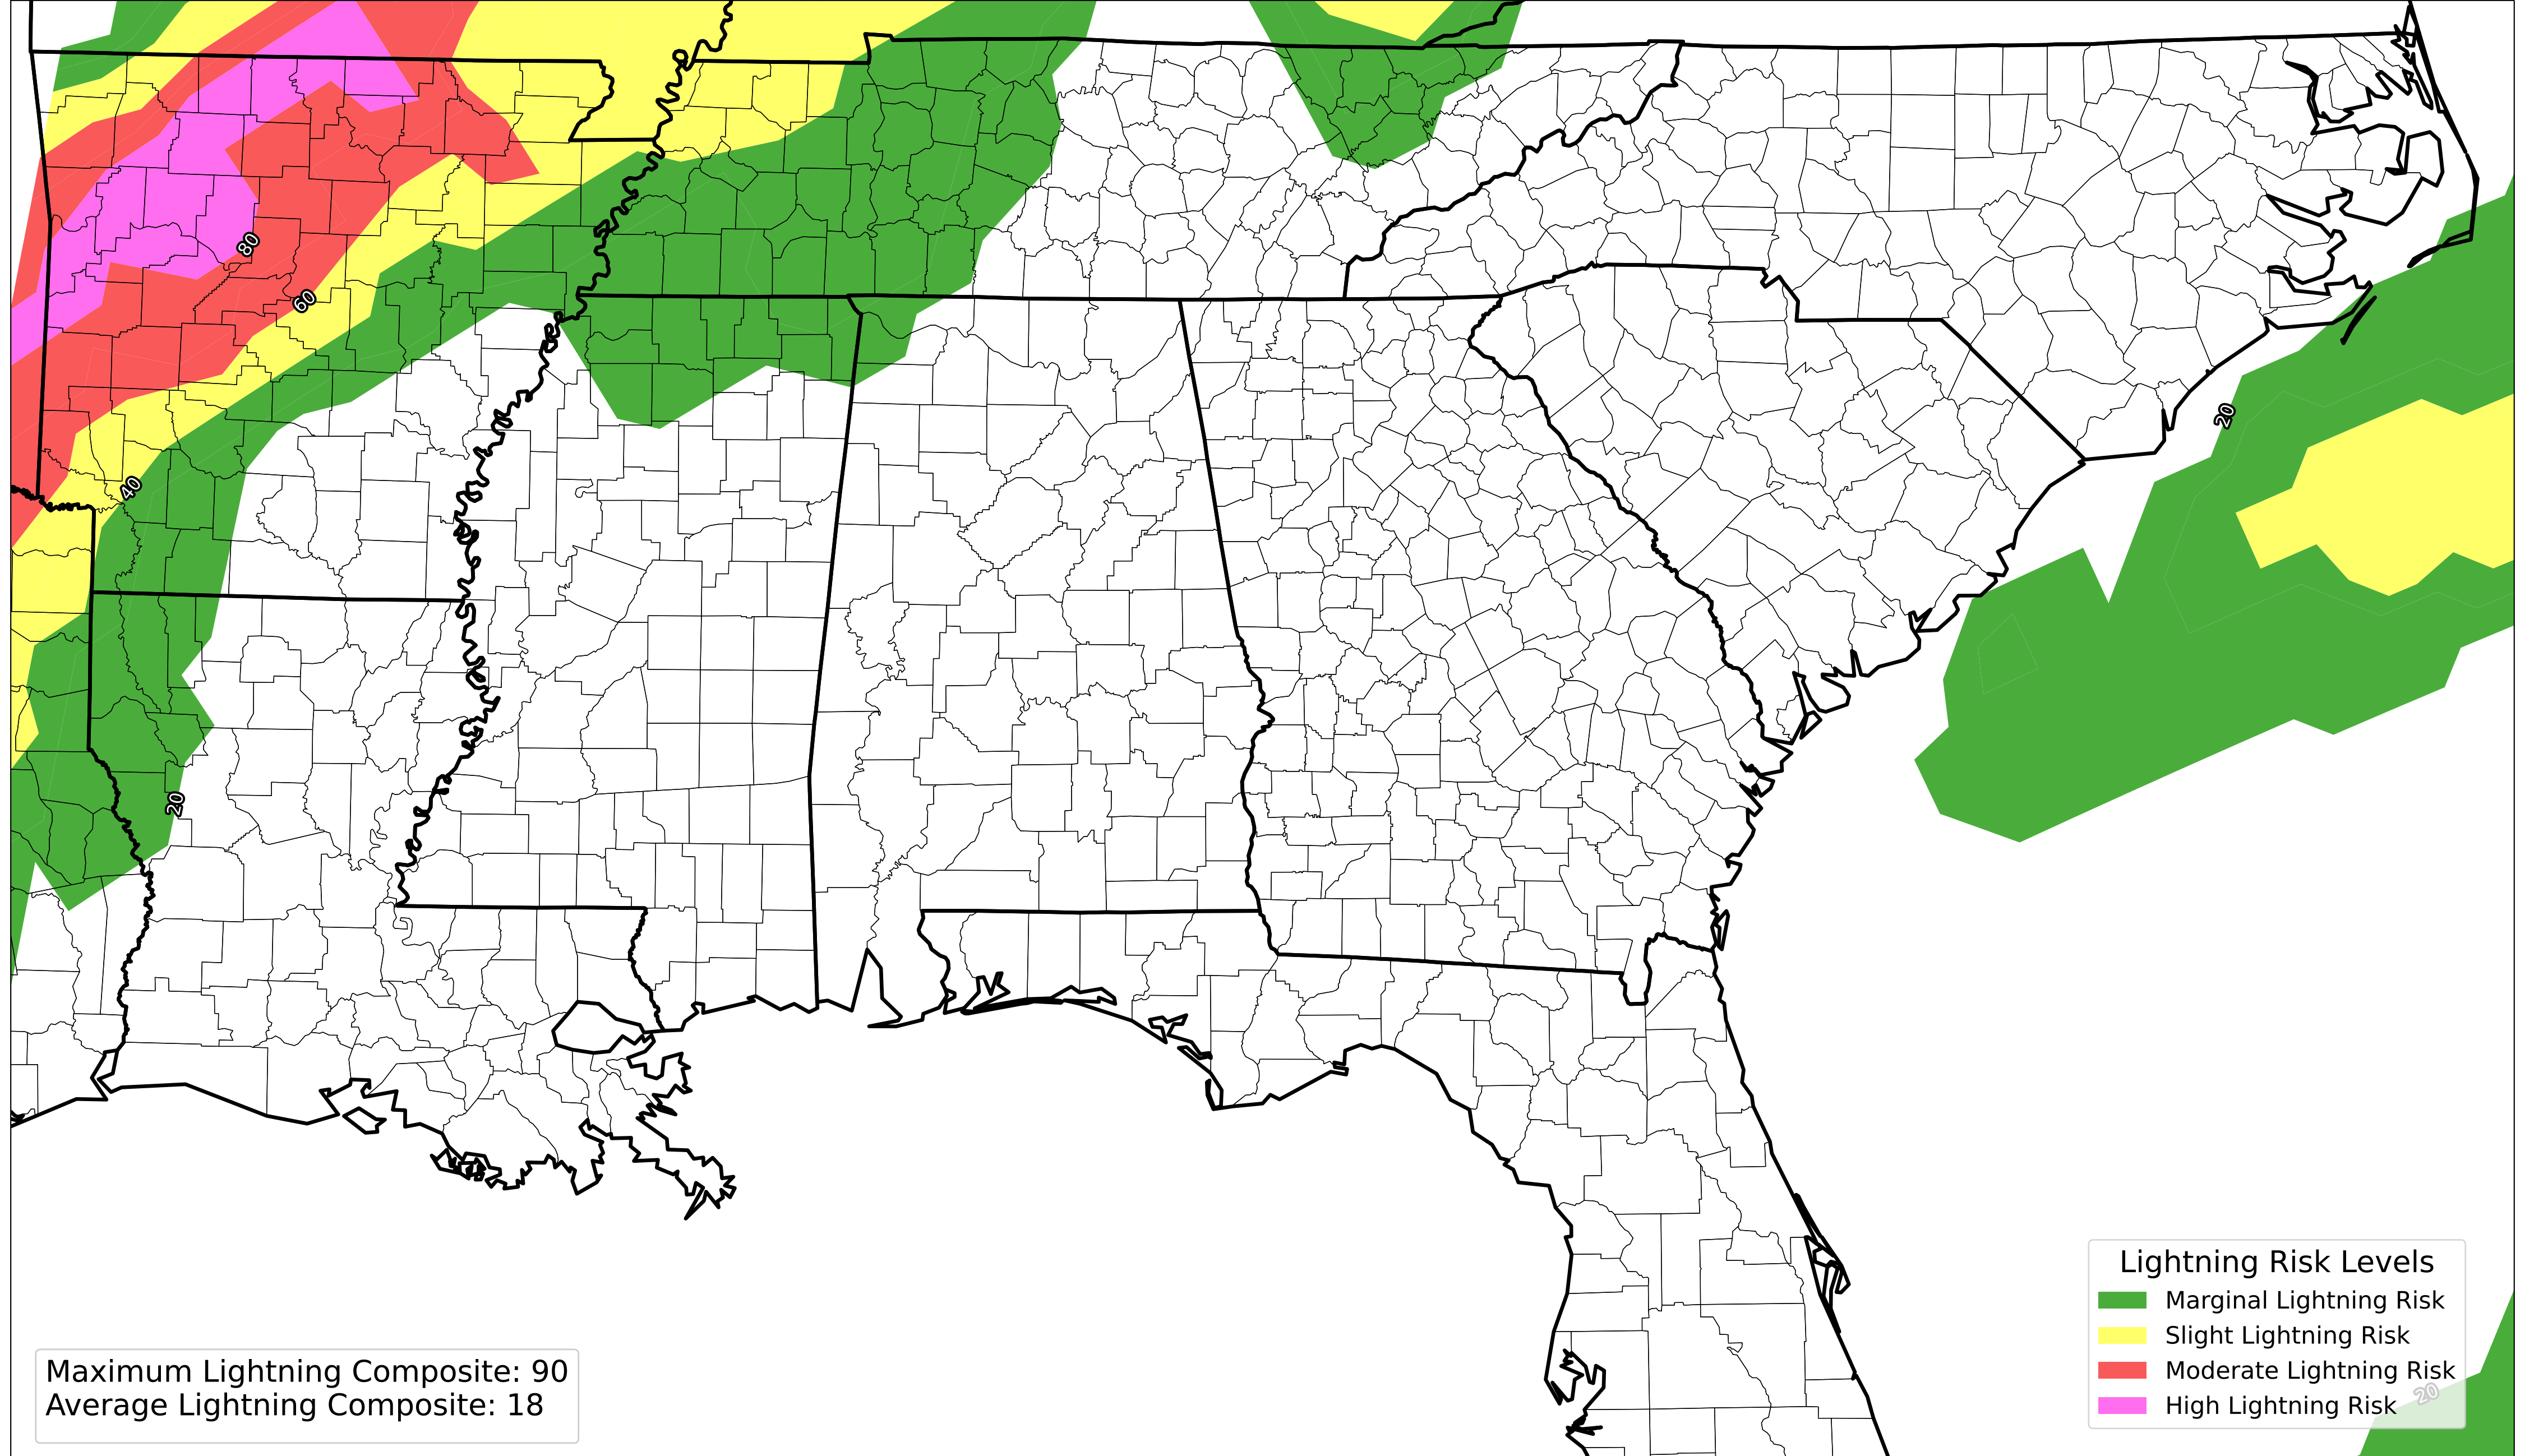 80
60
40
20
20
Lightning Risk Levels
Marginal Lightning Risk
Slight Lightning Risk
Moderate Lightning Risk
High Lightning Risk
20
Maximum Lightning Composite: 90
Average Lightning Composite: 18